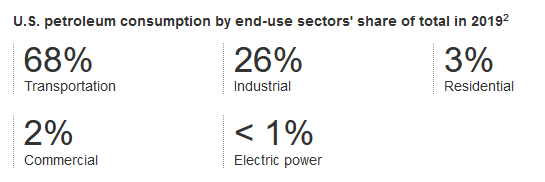 U.S. petroleum consumption by end-use sectors' share of total in 2019²
68% 26% 3%
Transportation Industrial Residential
2% < 1%
Commercial Electric power